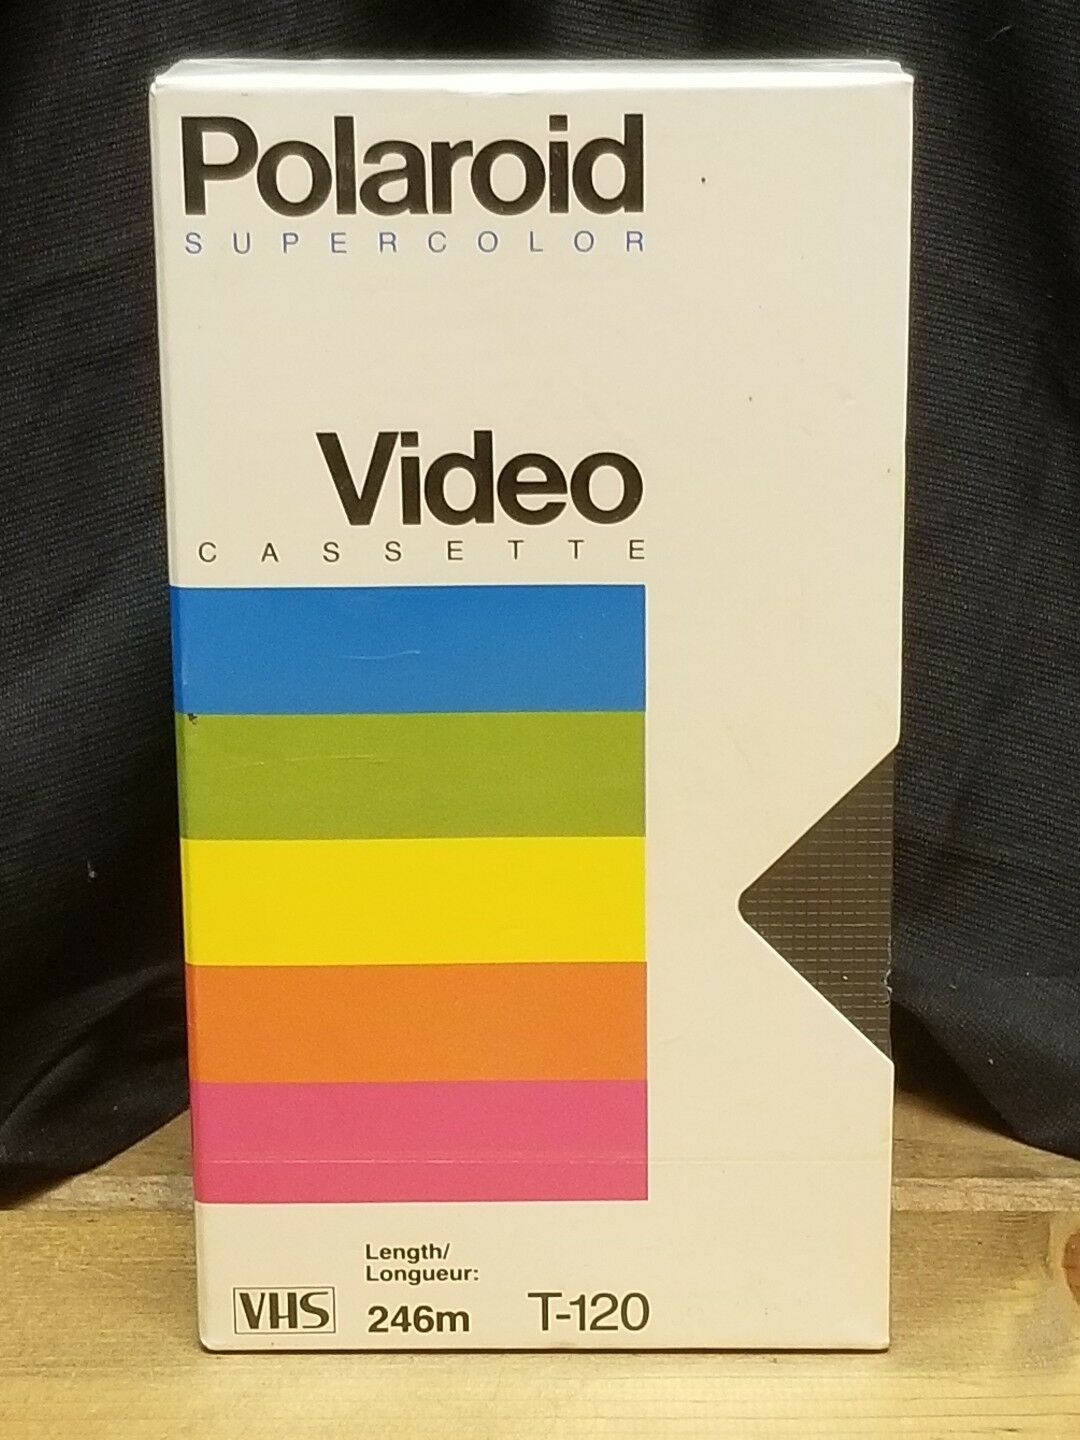 Polaroid
SUPERCOLOR
Video
CASSETTE
Length/
Longueur:
VHS 246m T-120